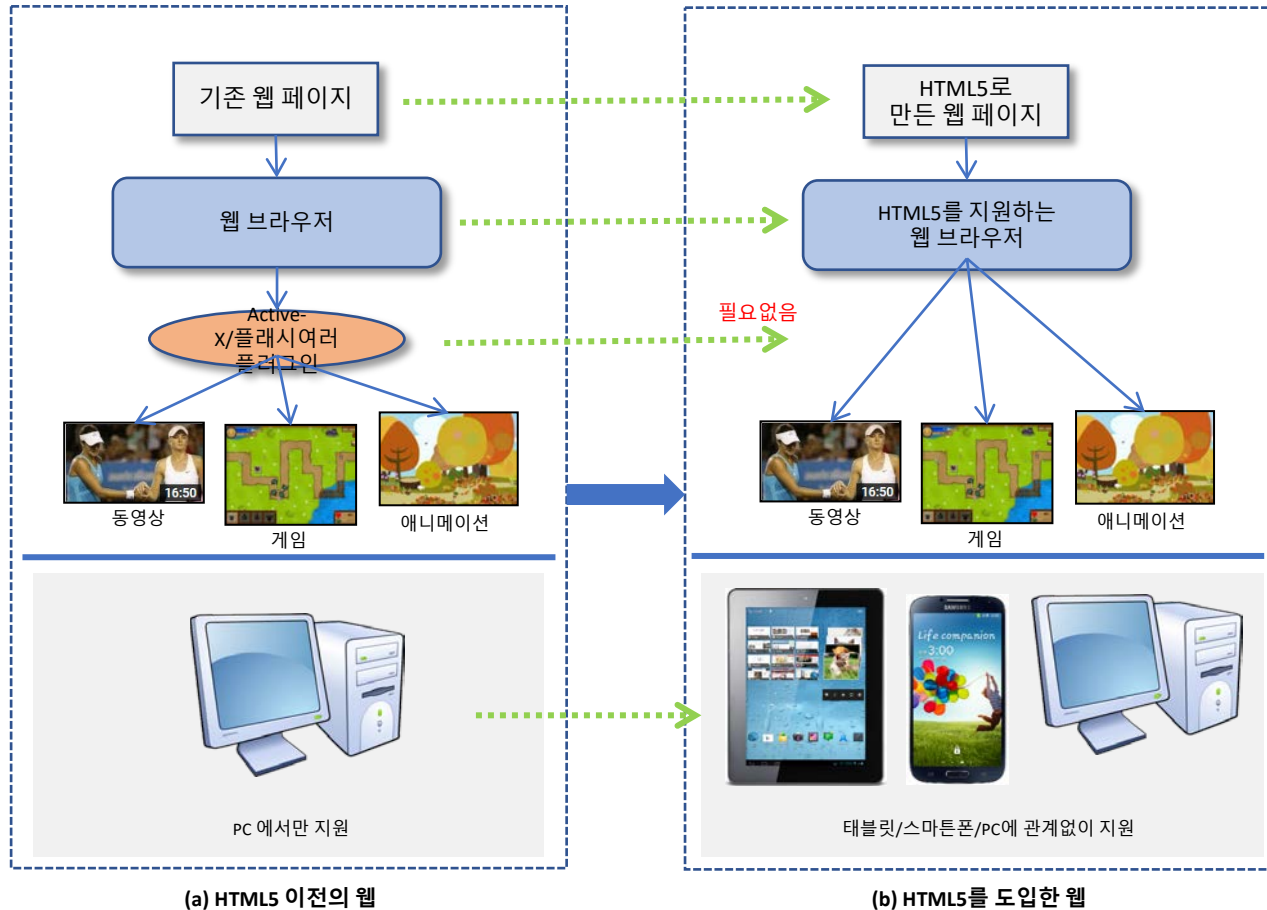 기존 웹 페이지
웹 브라우저
Active-
X/플래시여러
플러그인
16:50
동영상
게임
애니메이션
PC 에서만 지원
(a) HTML5 이전의 웹
필요없음
HTML5로
만든 웹 페이지
HTML5를 지원하는
웹 브라우저
16:50
동영상
게임
애니메이션
SAMSUNG
Life companion
3:00
태블릿/스마튼폰/PC에 관계없이 지원
(b) HTML5를 도입한 웹